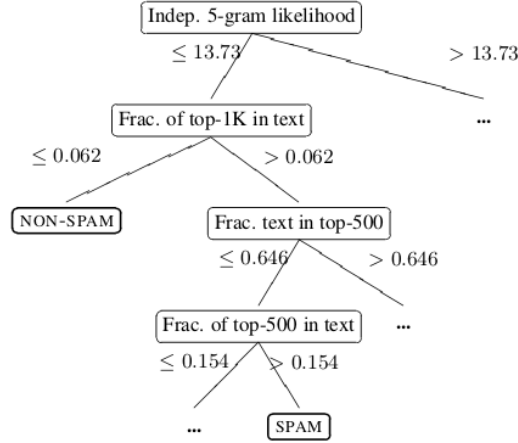 Indep. 5-gram likelihood
≤ 13.73 > 13.73
Frac. of top-1K in text ...
≤ 0.062 > 0.062
NON-SPAM Frac. text in top-500
≤ 0.646 > 0.646
Frac. of top-500 in text ...
≤ 0.154 > 0.154
... SPAM